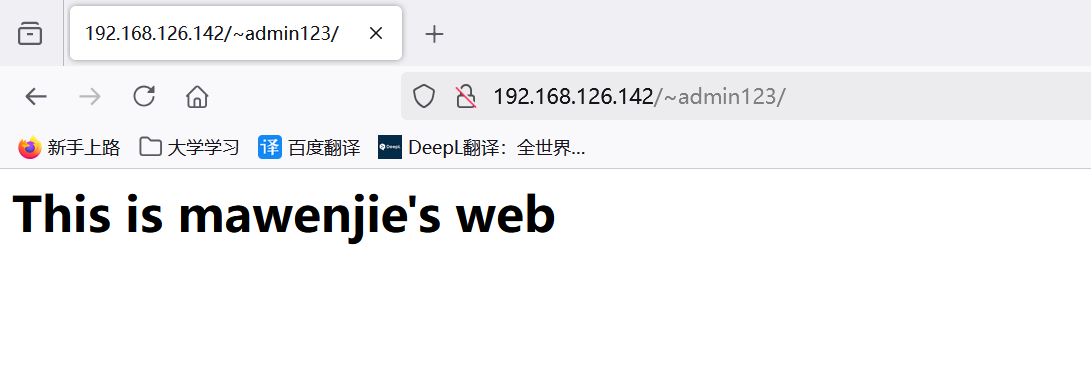 192.168.126.142/~admin123/
192.168.126.142/~admin123/
新手上路 大学学习 译 百度翻译 DeepL DeepL翻译：全世界...
This is mawenjie's web